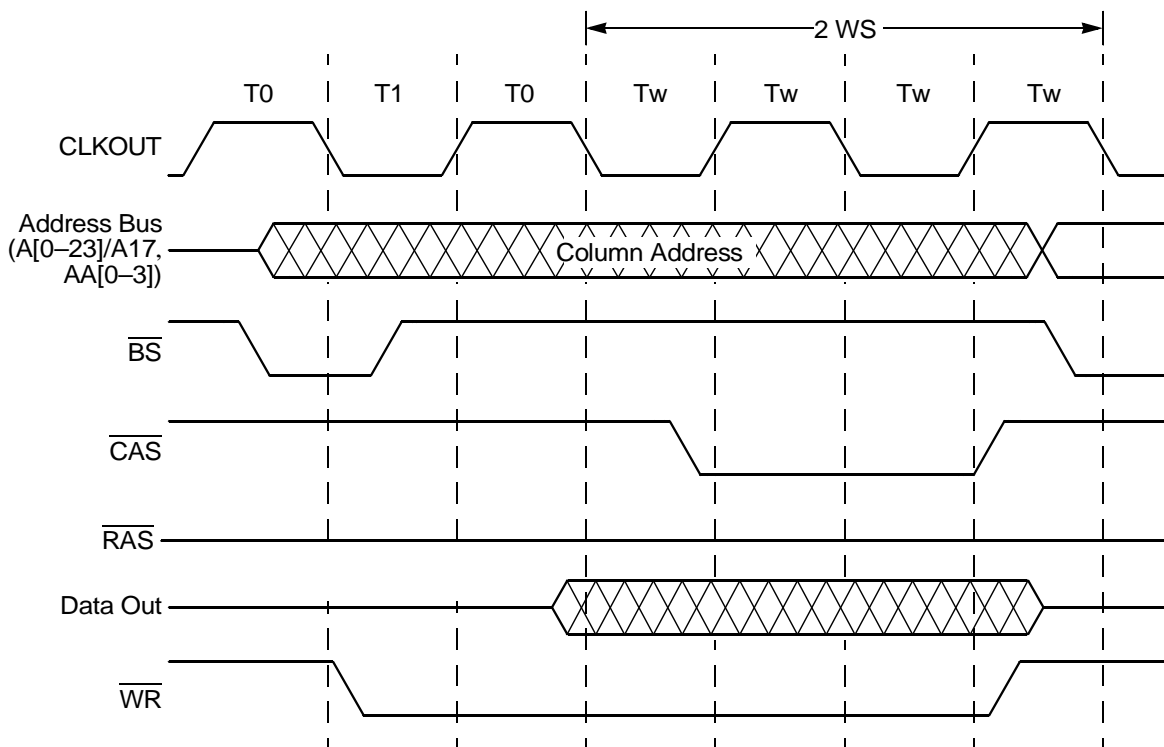 2 WS
T0 T1 T0 Tw Tw Tw Tw
CLKOUT
Address Bus
(A[0–23]/A17,
AA[0–3])
Column Address
BS
CAS
RAS
Data Out
WR